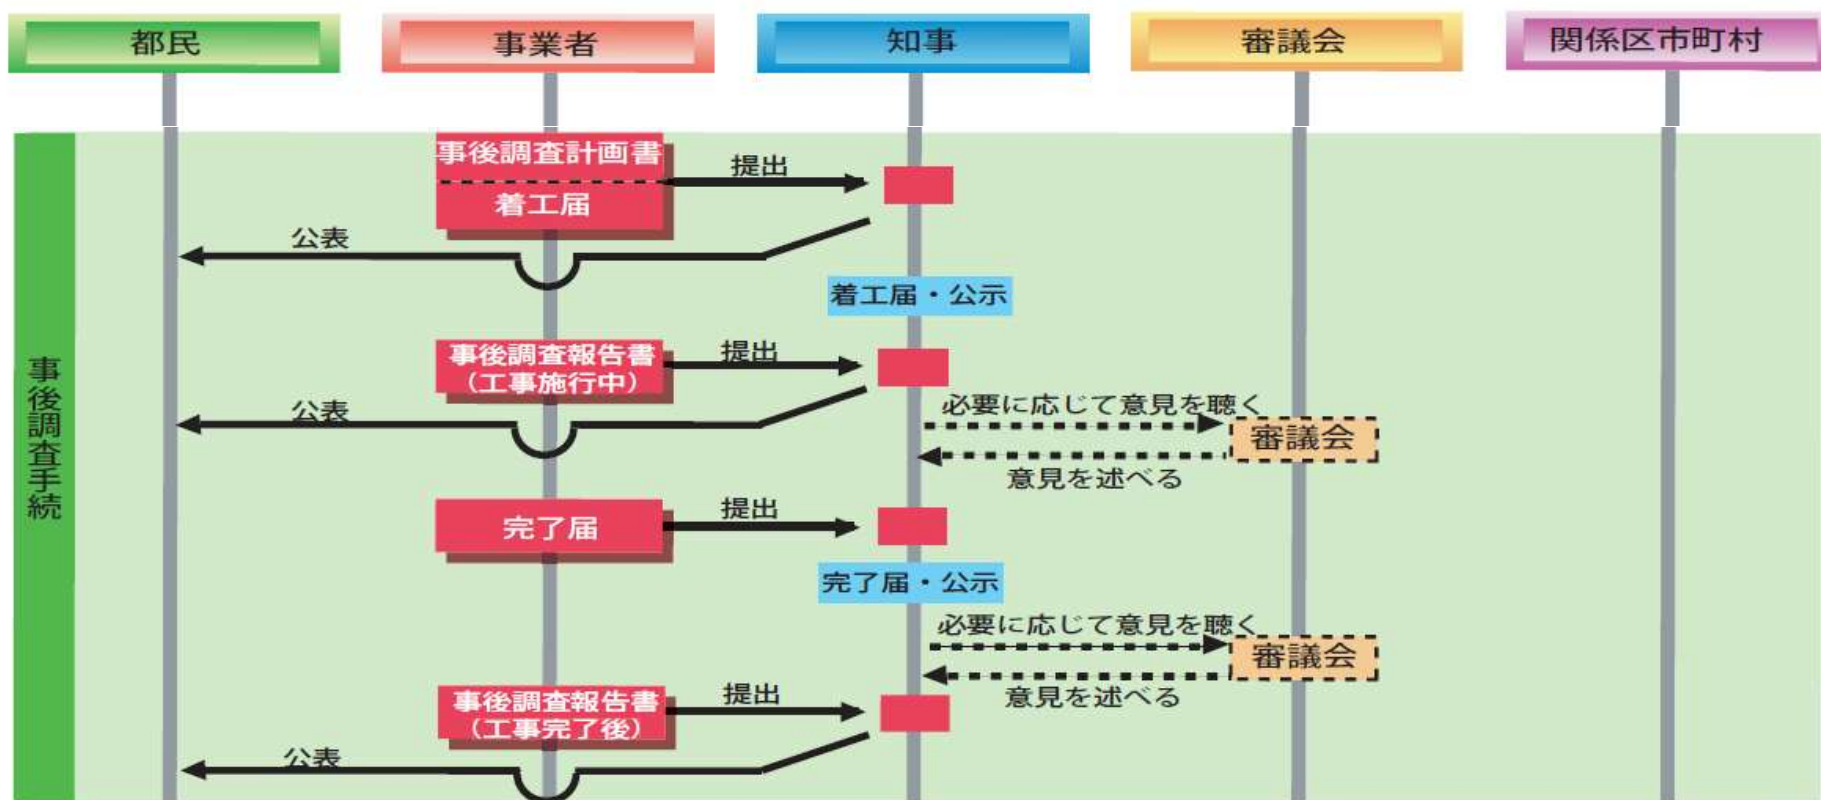 都民
事業者
知事
審議会
関係区市町村
事後調査手続
事後調査計画書
着工届
提出
公表
着工届・公示
事後調査報告書
（工事施行中）
提出
公表
必要に応じて意見を聴く
審議会
意見を述べる
完了届
提出
完了届・公示
必要に応じて意見を聴く
審議会
意見を述べる
事後調査報告書
（工事完了後）
提出
公表